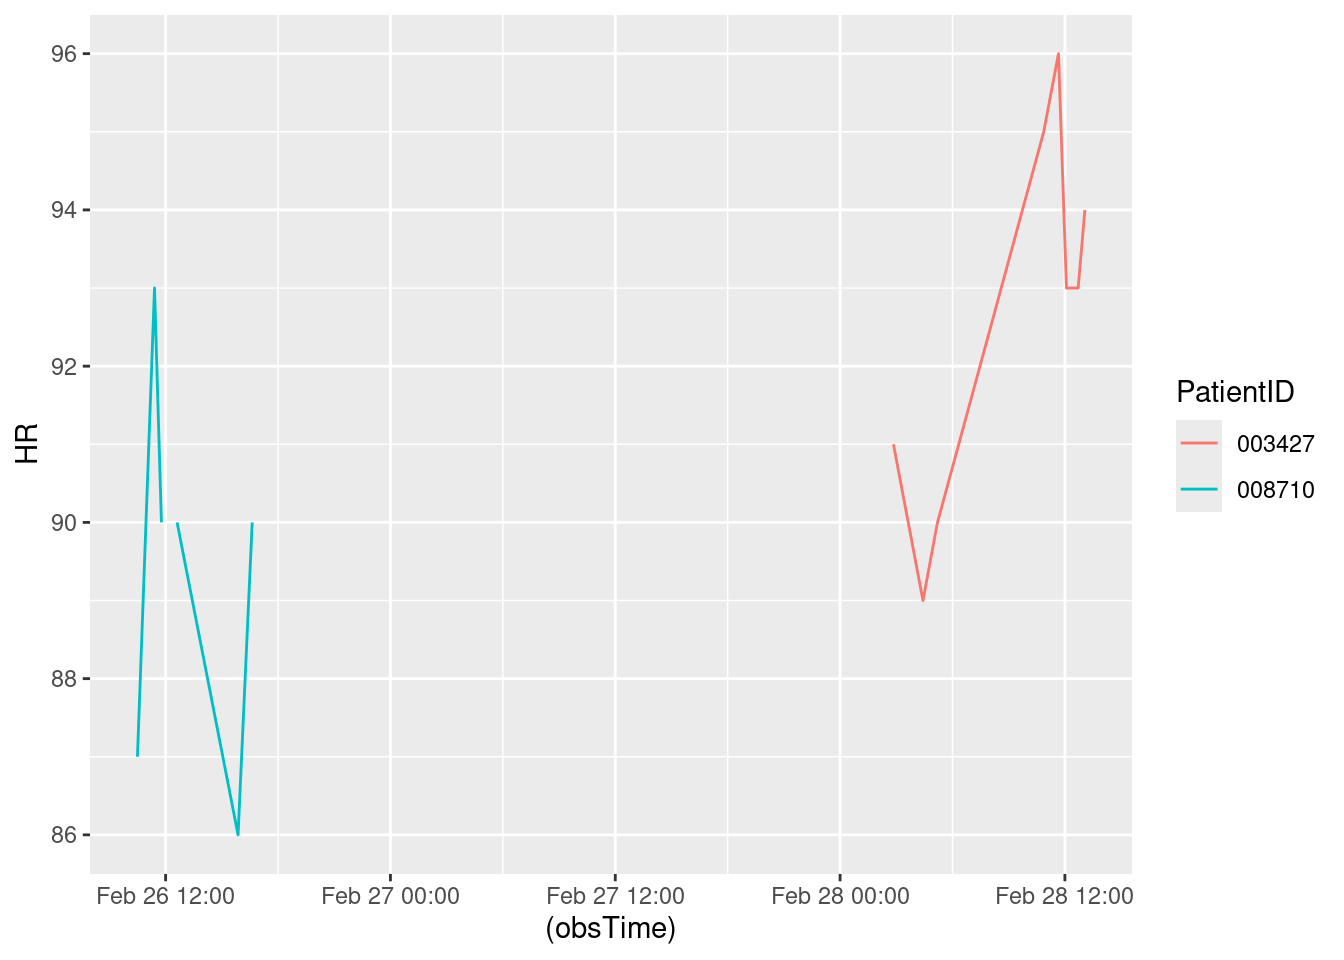 96
94
92
90
88
86
HR
Feb 26 12:00
Feb 27 00:00
Feb 27 12:00
Feb 28 00:00
Feb 28 12:00
(obsTime)
PatientID
003427
008710